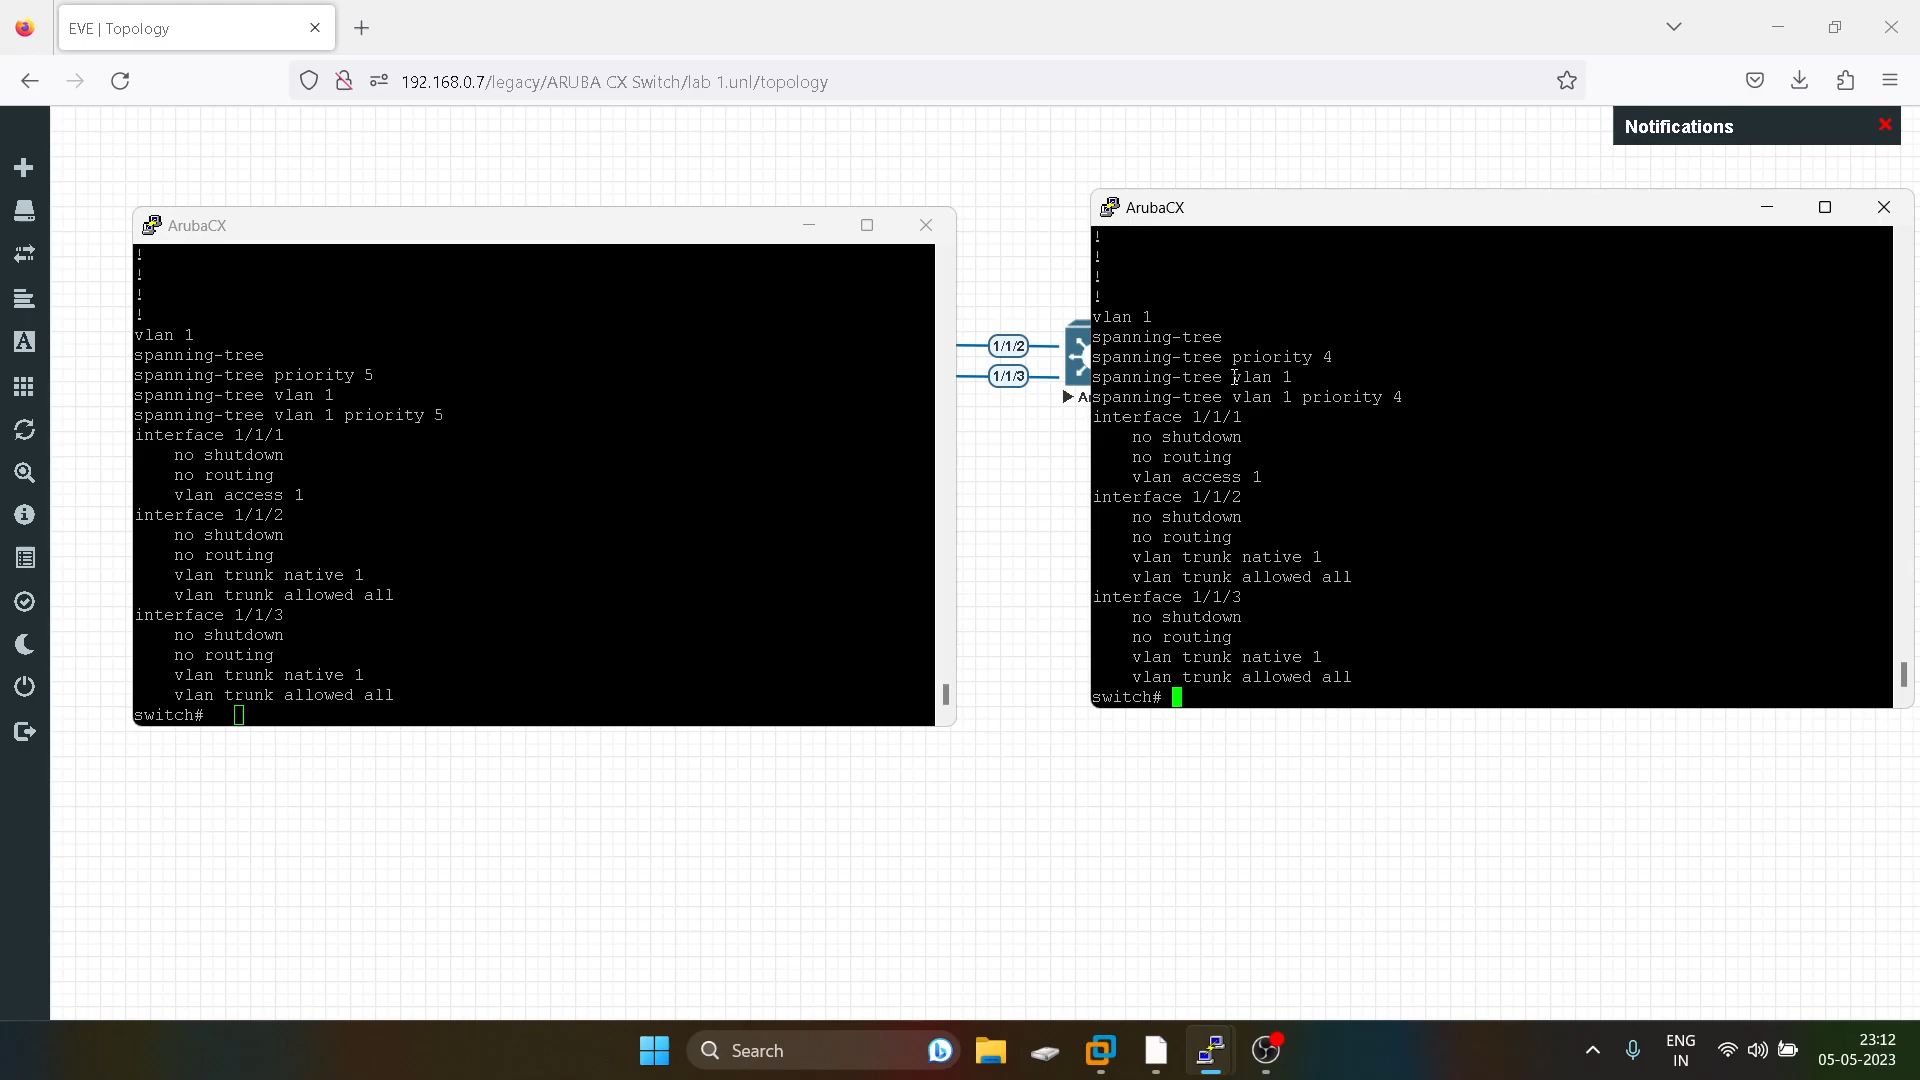 EVE | Topology
192.168.0.7/legacy/ARUBA CX Switch/lab 1.unl/topology
Notifications
ArubaCX
!
!
!
!
vlan 1
spanning-tree
spanning-tree priority 5
spanning-tree vlan 1
spanning-tree vlan 1 priority 5
interface 1/1/1
no shutdown
no routing
vlan access 1
interface 1/1/2
no shutdown
no routing
vlan trunk native 1
vlan trunk allowed all
interface 1/1/3
no shutdown
no routing
vlan trunk native 1
vlan trunk allowed all
switch#
1/1/2
1/1/3
ArubaCX
!
!
!
!
vlan 1
spanning-tree
spanning-tree priority 4
spanning-tree vlan 1
spanning-tree vlan 1 priority 4
interface 1/1/1
no shutdown
no routing
vlan access 1
interface 1/1/2
no shutdown
no routing
vlan trunk native 1
vlan trunk allowed all
interface 1/1/3
no shutdown
no routing
vlan trunk native 1
vlan trunk allowed all
switch#
Search
ENG
IN
23:12
05-05-2023